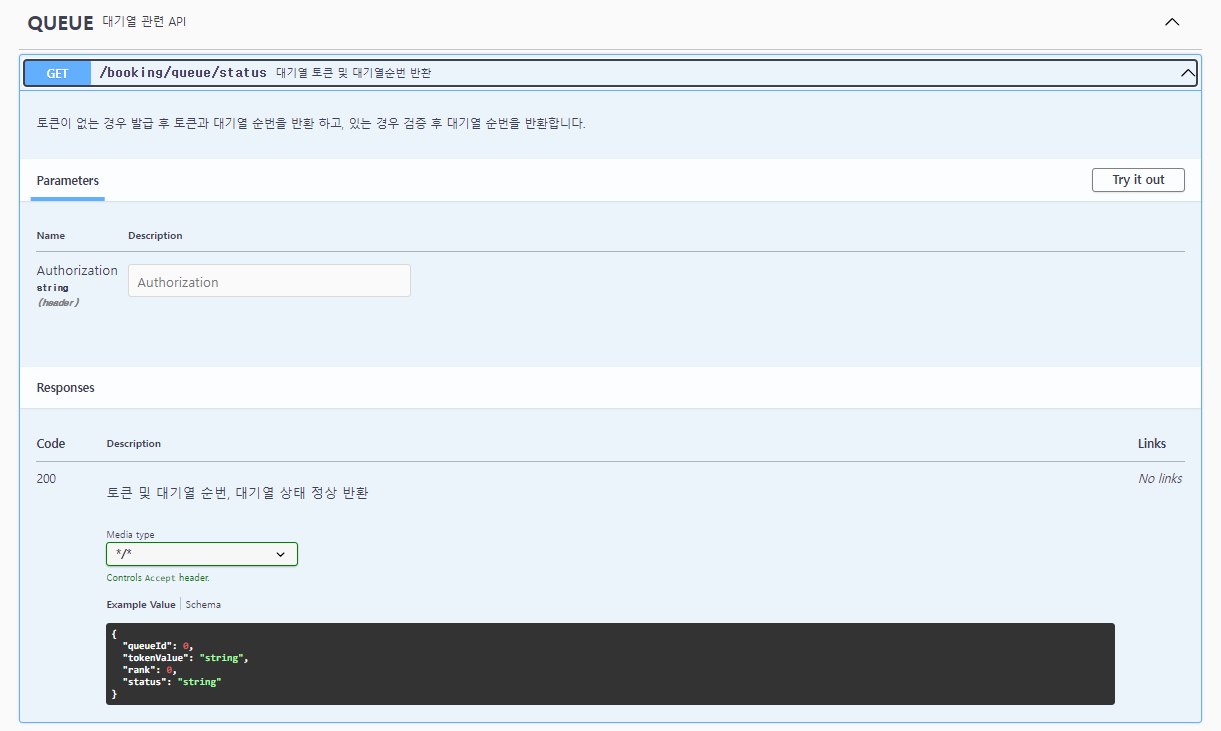 QUEUE 대기열 관련 API
GET /booking/queue/status 대기열 토큰 및 대기열순번 반환
토큰이 없는 경우 발급 후 토큰과 대기열 순번을 반환 하고, 있는 경우 검증 후 대기열 순번을 반환합니다.
Parameters
Try it out
Name Description
Authorization
string
(header)
Authorization
Responses
Code Description Links
200
토큰 및 대기열 순번, 대기열 상태 정상 반환
No links
Media type
*/*
Controls Accept header.
Example Value Schema
{
"queueId": 0,
"tokenValue": "string",
"rank": 0,
"status": "string"
}